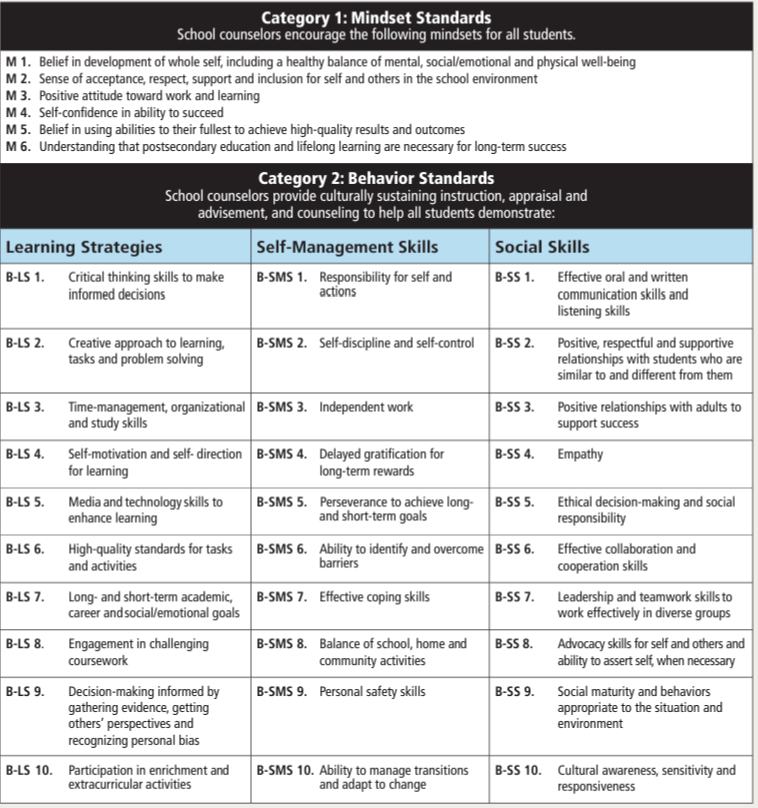 Category 1: Mindset Standards
School counselors encourage the following mindsets for all students.
M 1. Belief in development of whole self, including a healthy balance of mental, social/emotional and physical well-being
M 2. Sense of acceptance, respect, support and inclusion for self and others in the school environment
M 3. Positive attitude toward work and learning
M 4. Self-confidence in ability to succeed
M 5. Belief in using abilities to their fullest to achieve high-quality results and outcomes
M 6. Understanding that postsecondary education and lifelong learning are necessary for long-term success
Category 2: Behavior Standards
School counselors provide culturally sustaining instruction, appraisal and
advisement, and counseling to help all students demonstrate:
Learning Strategies
Self-Management Skills
Social Skills
B-LS 1. Critical thinking skills to make
informed decisions
B-SMS 1. Responsibility for self and
actions
B-SS 1. Effective oral and written
communication skills and
listening skills
B-LS 2. Creative approach to learning,
tasks and problem solving
B-SMS 2. Self-discipline and self-control
B-SS 2. Positive, respectful and supportive
relationships with students who are
similar to and different from them
B-LS 3. Time-management, organizational
and study skills
B-SMS 3. Independent work
B-SS 3. Positive relationships with adults to
support success
B-LS 4. Self-motivation and self- direction
for learning
B-SMS 4. Delayed gratification for
long-term rewards
B-SS 4. Empathy
B-LS 5. Media and technology skills to
enhance learning
B-SMS 5. Perseverance to achieve long-
and short-term goals
B-SS 5. Ethical decision-making and social
responsibility
B-LS 6. High-quality standards for tasks
and activities
B-SMS 6. Ability to identify and overcome
barriers
B-SS 6. Effective collaboration and
cooperation skills
B-LS 7. Long- and short-term academic,
career and social/emotional goals
B-SMS 7. Effective coping skills
B-SS 7. Leadership and teamwork skills to
work effectively in diverse groups
B-LS 8. Engagement in challenging
coursework
B-SMS 8. Balance of school, home and
community activities
B-SS 8. Advocacy skills for self and others and
ability to assert self, when necessary
B-LS 9. Decision-making informed by
gathering evidence, getting
others' perspectives and
recognizing personal bias
B-SMS 9. Personal safety skills
B-SS 9. Social maturity and behaviors
appropriate to the situation and
environment
B-LS 10. Participation in enrichment and
extracurricular activities
B-SMS 10. Ability to manage transitions
and adapt to change
B-SS 10. Cultural awareness, sensitivity and
responsiveness